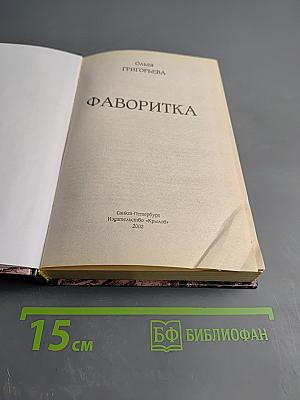 Ольга
ГРИГОРЬЕВА
ФАВОРИТКА
Санкт-Петербург
Издательство «Крылов»
2002
15 см
БФ БИБЛИОФАН